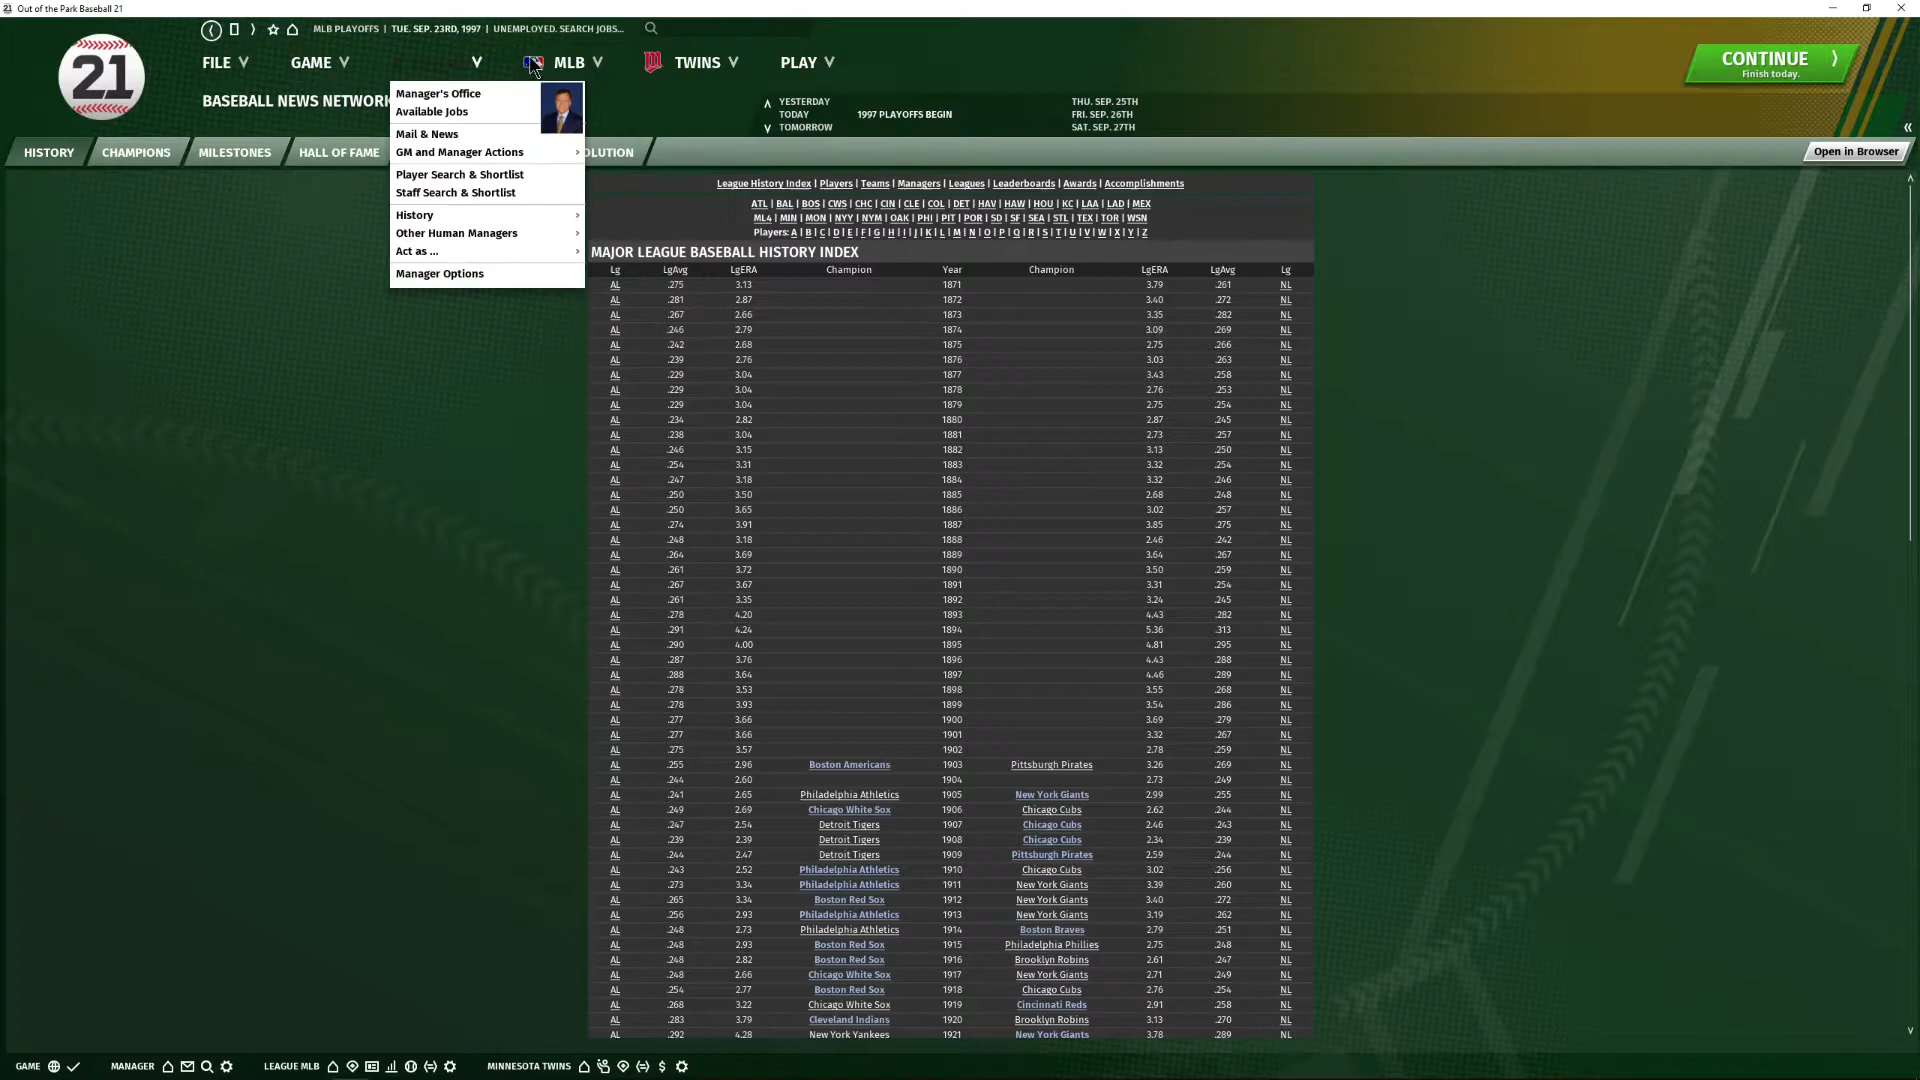 Out of the Park Baseball 21
MLB PLAYOFFS | TUE. SEP. 23RD, 1997 | UNEMPLOYED. SEARCH JOBS...
21
FILE GAME MLB TWINS PLAY
CONTINUE
Finish today.
BASEBALL NEWS NETWORK
YESTERDAY
TODAY 1997 PLAYOFFS BEGIN
TOMORROW
THU. SEP. 25TH
FRI. SEP. 26TH
SAT. SEP. 27TH
HISTORY CHAMPIONS MILESTONES HALL OF FAME OLUTION
Open in Browser
Manager's Office
Available Jobs
Mail & News
GM and Manager Actions
Player Search & Shortlist
Staff Search & Shortlist
History
Other Human Managers
Act as ...
Manager Options
League History Index | Players | Teams | Managers | Leagues | Leaderboards | Awards | Accomplishments
ATL | BAL | BOS | CWS | CHC | CIN | CLE | COL | DET | HAV | HAW | HOU | KC | LAA | LAD | MEX
ML4 | MIN | MON | NYY | NYM | OAK | PHI | PIT | POR | SD | SF | SEA | STL | TEX | TOR | WSN
Players: A | B | C | D | E | F | G | H | I | J | K | L | M | N | O | P | Q | R | S | T | U | V | W | X | Y | Z
MAJOR LEAGUE BASEBALL HISTORY INDEX
Lg LgAvg LgERA Champion Year Champion LgERA LgAvg Lg
AL .275 3.13 1871 3.79 .261 NL
AL .281 2.87 1872 3.40 .272 NL
AL .267 2.66 1873 3.35 .282 NL
AL .246 2.79 1874 3.09 .269 NL
AL .242 2.68 1875 2.75 .266 NL
AL .239 2.76 1876 3.03 .263 NL
AL .229 3.04 1877 3.43 .258 NL
AL .229 3.04 1878 2.76 .253 NL
AL .229 3.04 1879 2.75 .254 NL
AL .234 2.82 1880 2.87 .245 NL
AL .238 3.04 1881 2.73 .257 NL
AL .246 3.15 1882 3.13 .250 NL
AL .254 3.31 1883 3.32 .254 NL
AL .247 3.18 1884 3.32 .246 NL
AL .250 3.50 1885 2.68 .248 NL
AL .250 3.65 1886 3.02 .257 NL
AL .274 3.91 1887 3.85 .275 NL
AL .248 3.18 1888 2.46 .242 NL
AL .264 3.69 1889 3.64 .267 NL
AL .261 3.72 1890 3.50 .259 NL
AL .267 3.67 1891 3.31 .254 NL
AL .261 3.35 1892 3.24 .245 NL
AL .278 4.20 1893 4.43 .282 NL
AL .291 4.24 1894 5.36 .313 NL
AL .290 4.00 1895 4.81 .295 NL
AL .287 3.76 1896 4.43 .288 NL
AL .288 3.64 1897 4.46 .289 NL
AL .278 3.53 1898 3.55 .268 NL
AL .278 3.93 1899 3.54 .286 NL
AL .277 3.66 1900 3.69 .279 NL
AL .277 3.66 1901 3.32 .267 NL
AL .275 3.57 1902 2.78 .259 NL
AL .255 2.96 Boston Americans 1903 Pittsburgh Pirates 3.26 .269 NL
AL .244 2.60 1904 2.73 .249 NL
AL .241 2.65 Philadelphia Athletics 1905 New York Giants 2.99 .255 NL
AL .249 2.69 Chicago White Sox 1906 Chicago Cubs 2.62 .244 NL
AL .247 2.54 Detroit Tigers 1907 Chicago Cubs 2.46 .243 NL
AL .239 2.39 Detroit Tigers 1908 Chicago Cubs 2.34 .239 NL
AL .244 2.47 Detroit Tigers 1909 Pittsburgh Pirates 2.59 .244 NL
AL .243 2.52 Philadelphia Athletics 1910 Chicago Cubs 3.02 .256 NL
AL .273 3.34 Philadelphia Athletics 1911 New York Giants 3.39 .260 NL
AL .265 3.34 Boston Red Sox 1912 New York Giants 3.40 .272 NL
AL .256 2.93 Philadelphia Athletics 1913 New York Giants 3.19 .262 NL
AL .248 2.73 Philadelphia Athletics 1914 Boston Braves 2.79 .251 NL
AL .248 2.93 Boston Red Sox 1915 Philadelphia Phillies 2.75 .248 NL
AL .248 2.82 Boston Red Sox 1916 Brooklyn Robins 2.61 .247 NL
AL .248 2.66 Chicago White Sox 1917 New York Giants 2.71 .249 NL
AL .254 2.77 Boston Red Sox 1918 Chicago Cubs 2.76 .254 NL
AL .268 3.22 Chicago White Sox 1919 Cincinnati Reds 2.91 .258 NL
AL .283 3.79 Cleveland Indians 1920 Brooklyn Robins 3.13 .270 NL
AL .292 4.28 New York Yankees 1921 New York Giants 3.78 .289 NL
GAME MANAGER LEAGUE MLB MINNESOTA TWINS